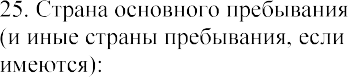 25. Страна основного пребывания
(и иные страны пребывания, если
имеются):